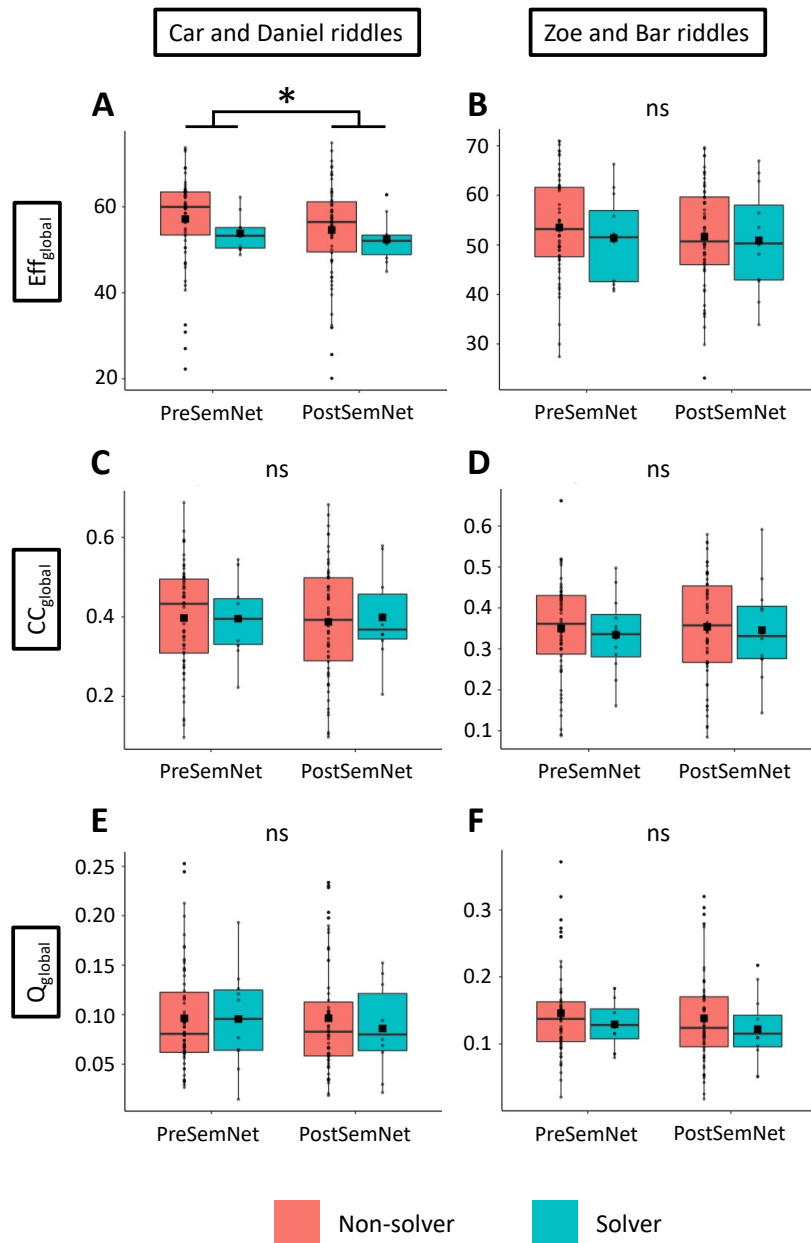 Car and Daniel riddles
Zoe and Bar riddles
A
*
B
ns
Eff_global
60
40
20
PreSemNet
PostSemNet
70
60
50
40
30
PreSemNet
PostSemNet
C
ns
D
ns
CC_global
0.6
0.4
0.2
PreSemNet
PostSemNet
0.6
0.5
0.4
0.3
0.2
0.1
PreSemNet
PostSemNet
E
ns
F
ns
Q_global
0.25
0.20
0.15
0.10
0.05
PreSemNet
PostSemNet
0.3
0.2
0.1
PreSemNet
PostSemNet
Non-solver
Solver